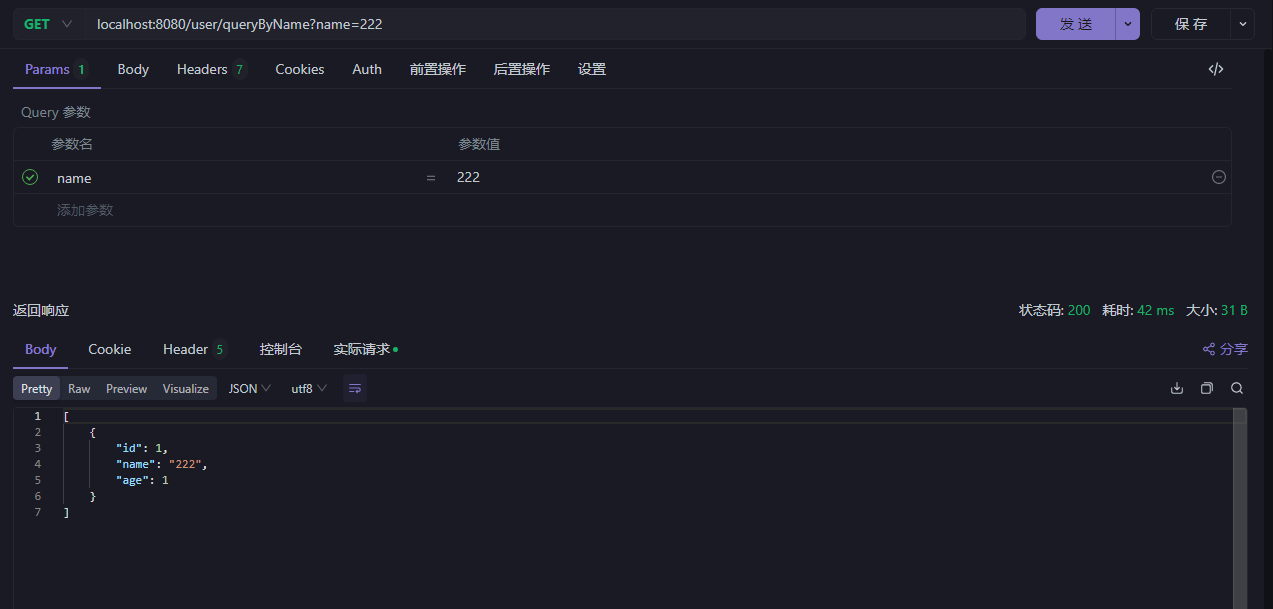 GET localhost:8080/user/queryByName?name=222 发 送 保 存
Params 1 Body Headers 7 Cookies Auth 前置操作 后置操作 设置 </>
Query 参数
参数名 参数值
name = 222
添加参数
返回响应 状态码: 200 耗时: 42 ms 大小: 31 B
Body Cookie Header 5 控制台 实际请求 分享
Pretty Raw Preview Visualize JSON utf8
1 [
2 {
3 "id": 1,
4 "name": "222",
5 "age": 1
6 }
7 ]